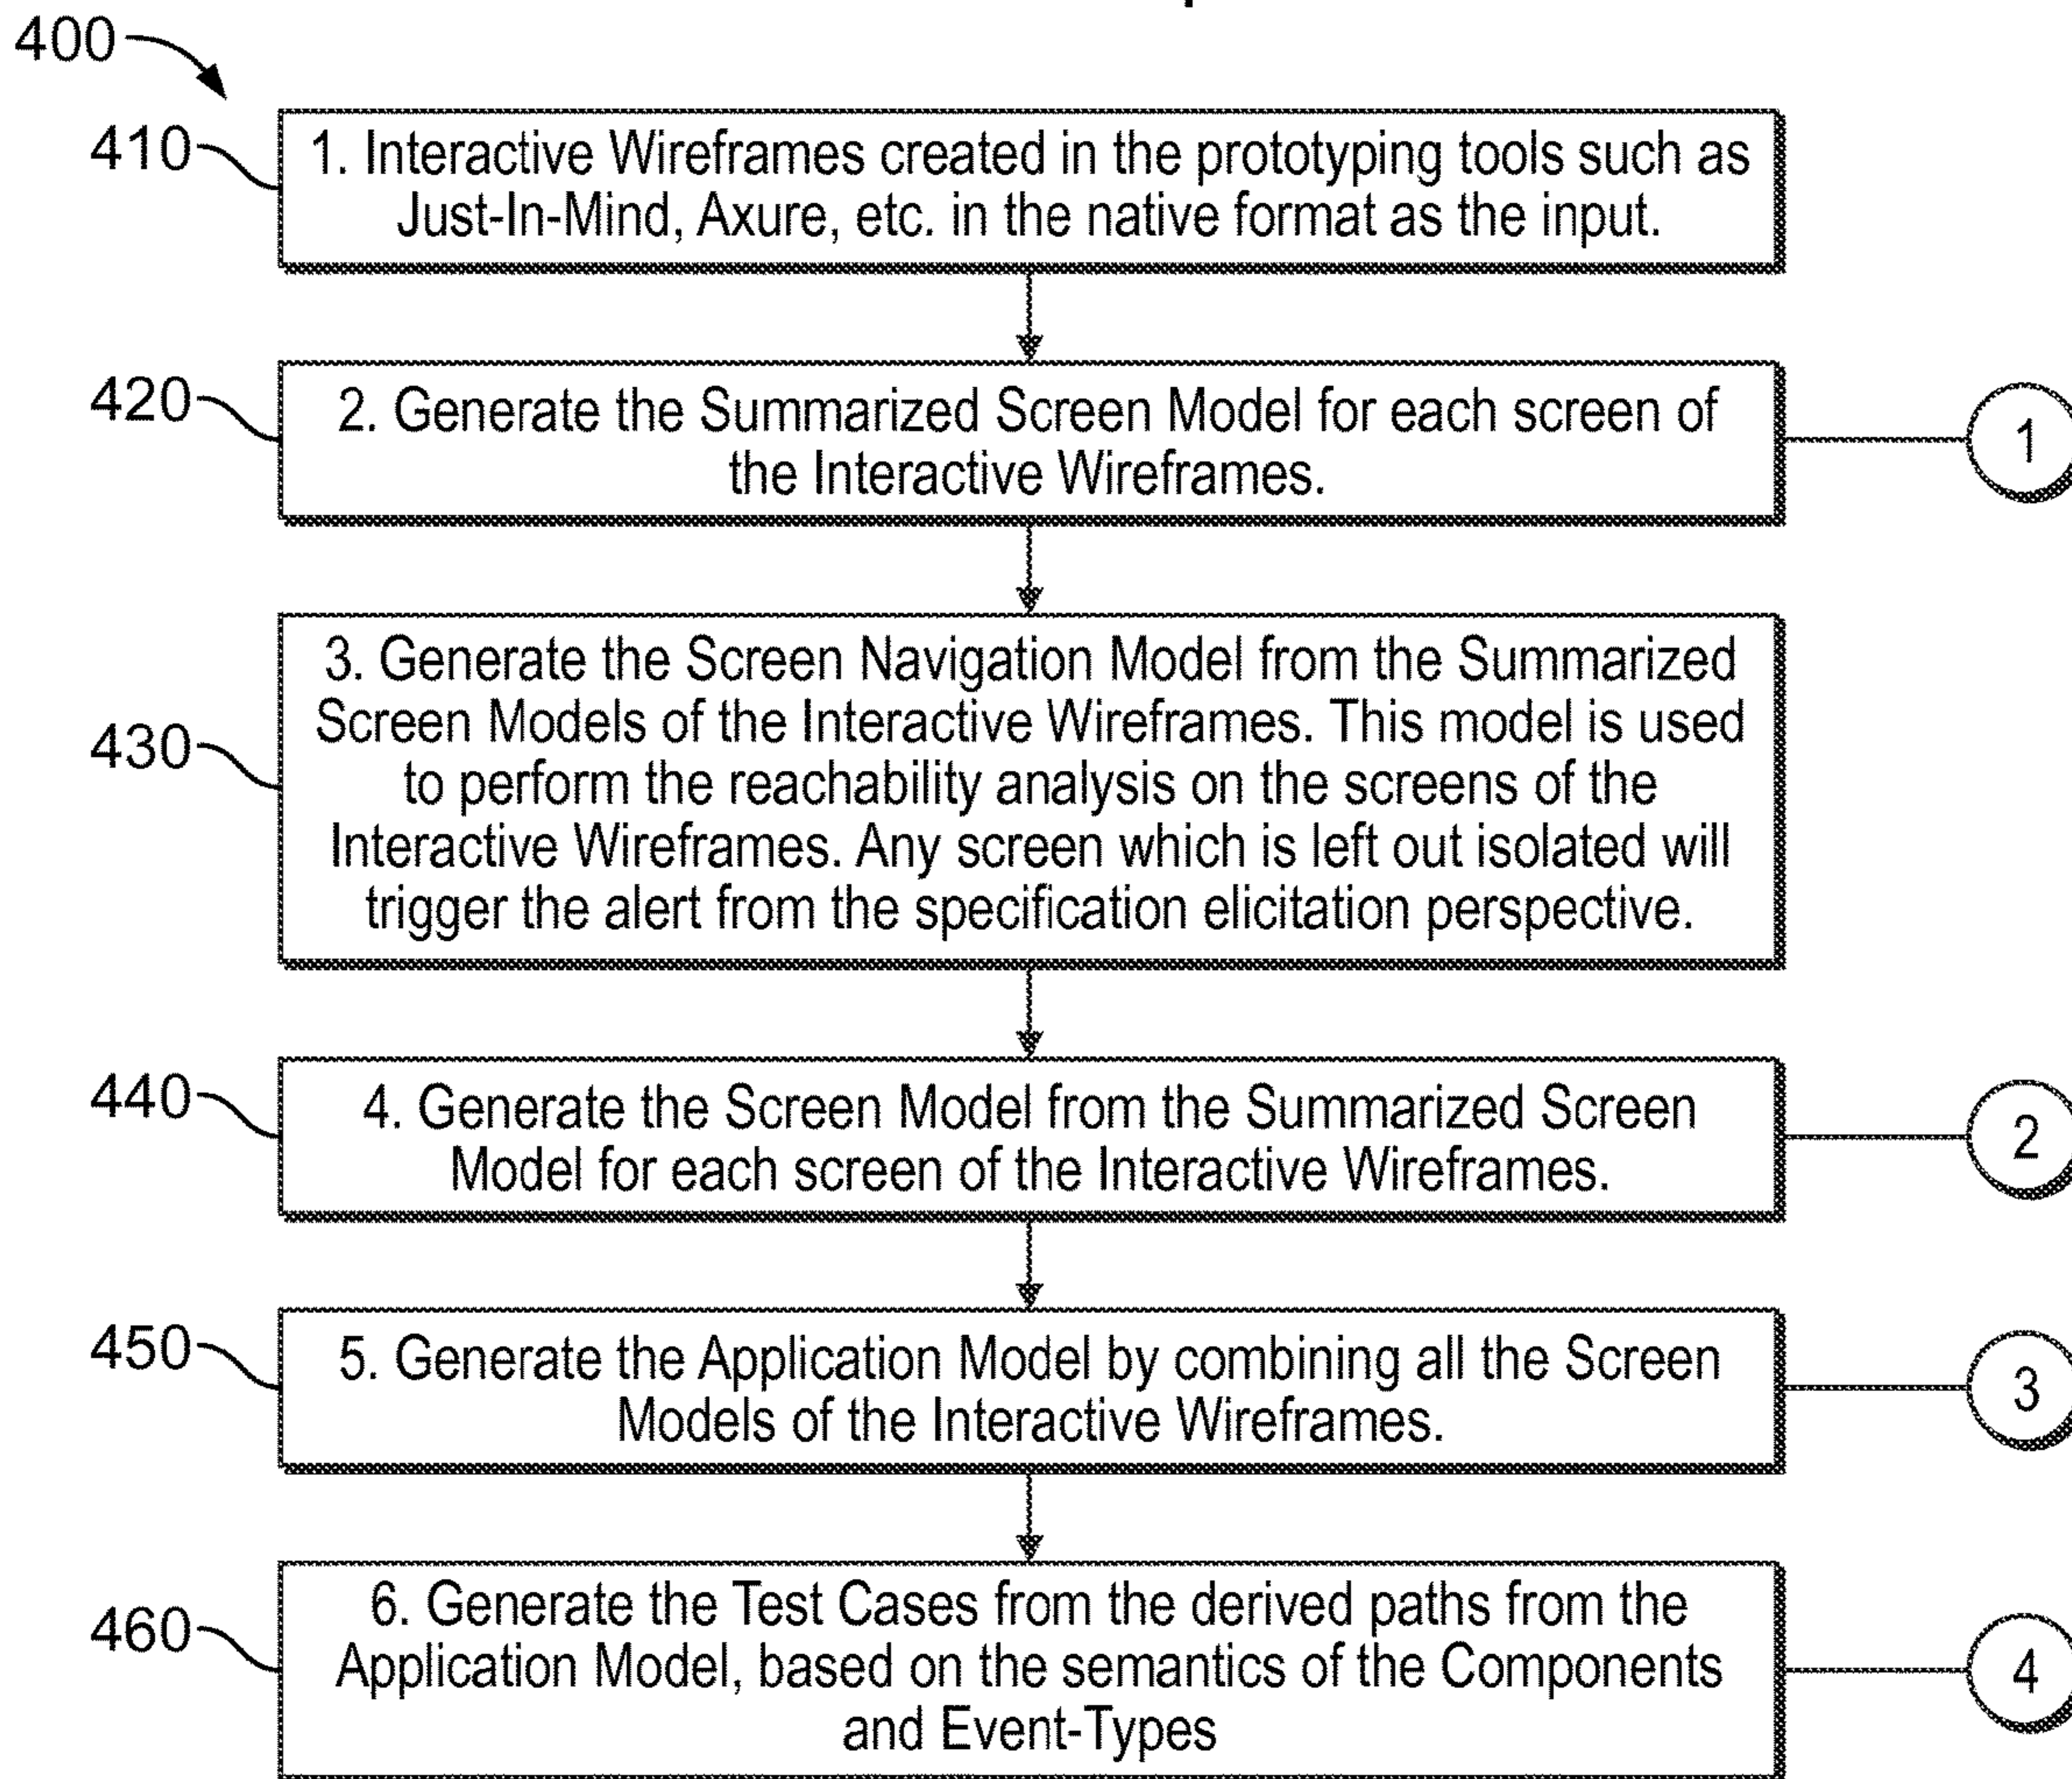 400
410
1. Interactive Wireframes created in the prototyping tools such as
Just-In-Mind, Axure, etc. in the native format as the input.
420
2. Generate the Summarized Screen Model for each screen of
the Interactive Wireframes.
1
430
3. Generate the Screen Navigation Model from the Summarized
Screen Models of the Interactive Wireframes. This model is used
to perform the reachability analysis on the screens of the
Interactive Wireframes. Any screen which is left out isolated will
trigger the alert from the specification elicitation perspective.
440
4. Generate the Screen Model from the Summarized Screen
Model for each screen of the Interactive Wireframes.
2
450
5. Generate the Application Model by combining all the Screen
Models of the Interactive Wireframes.
3
460
6. Generate the Test Cases from the derived paths from the
Application Model, based on the semantics of the Components
and Event-Types
4